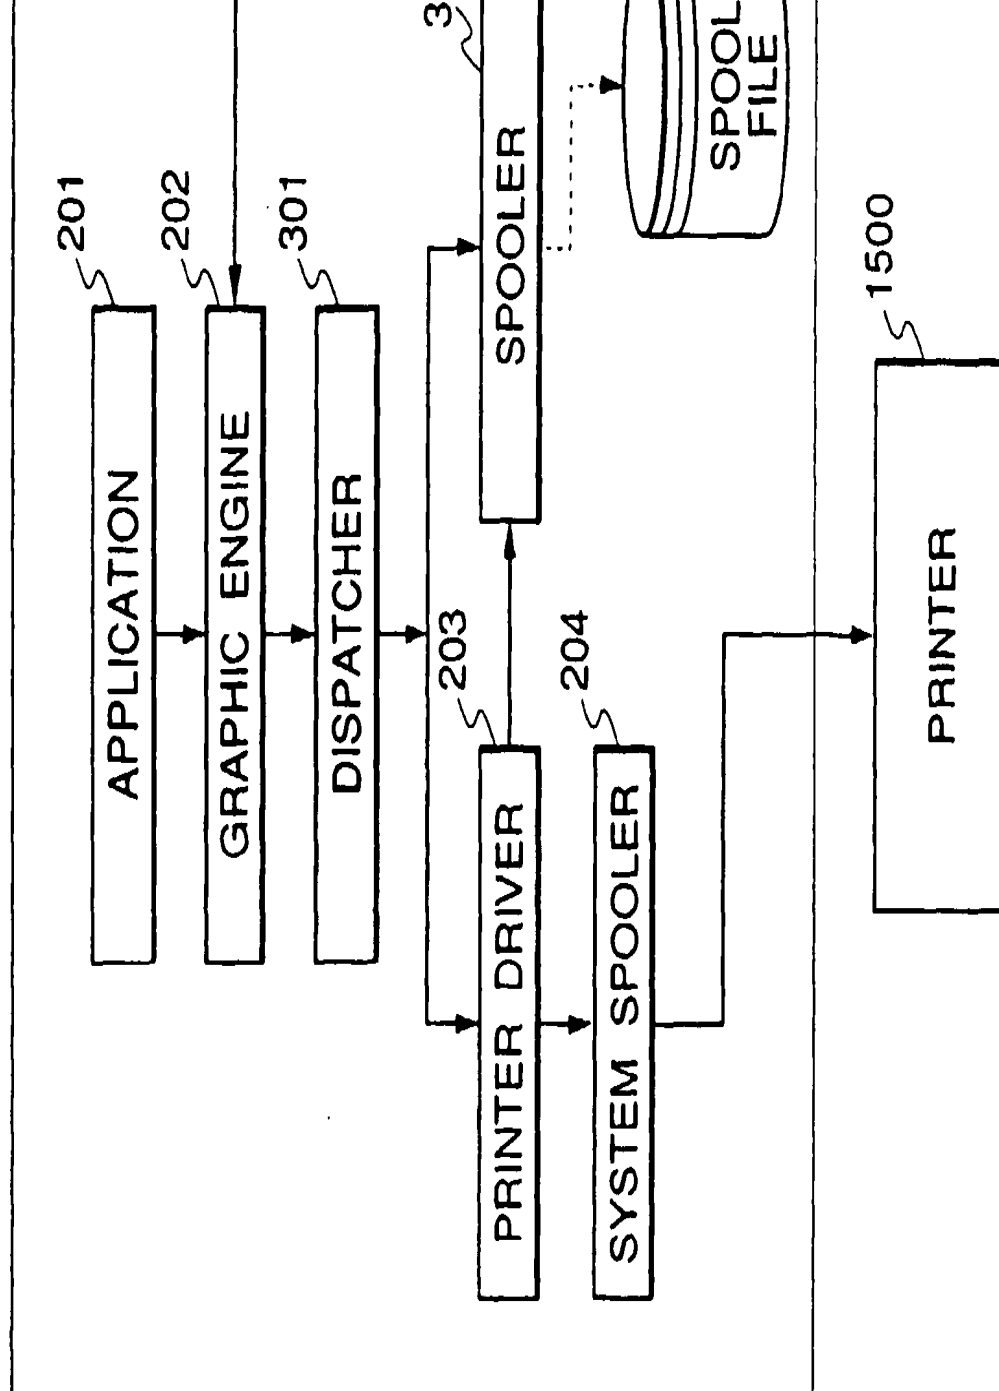 201
APPLICATION
202
GRAPHIC ENGINE
301
DISPATCHER
203
PRINTER DRIVER
3
SPOOLER
204
SYSTEM SPOOLER
SPOOL
FILE
1500
PRINTER